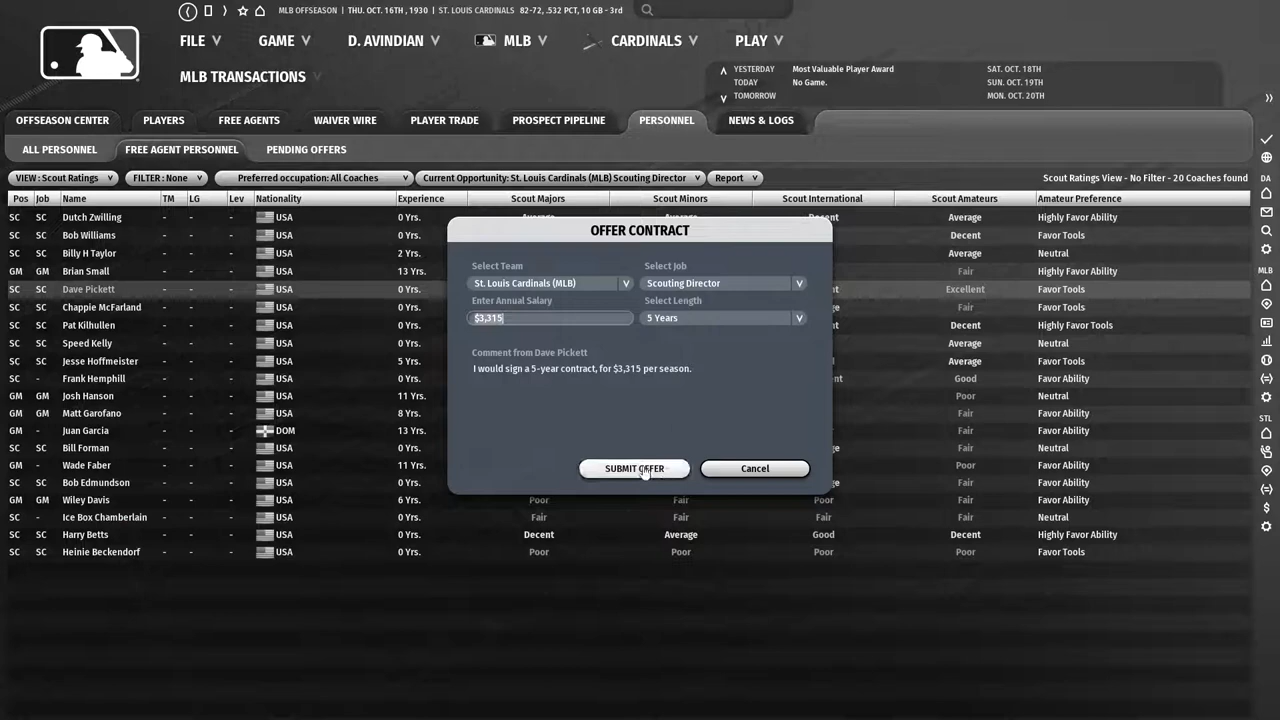 MLB OFFSEASON | THU. OCT. 16TH , 1930 | ST. LOUIS CARDINALS 82-72, .532 PCT, 10 GB - 3rd
FILE GAME D. AVINDIAN MLB CARDINALS PLAY
MLB TRANSACTIONS
YESTERDAY Most Valuable Player Award SAT. OCT. 18TH
TODAY No Game. SUN. OCT. 19TH
TOMORROW MON. OCT. 20TH
OFFSEASON CENTER PLAYERS FREE AGENTS WAIVER WIRE PLAYER TRADE PROSPECT PIPELINE PERSONNEL NEWS & LOGS
ALL PERSONNEL FREE AGENT PERSONNEL PENDING OFFERS
VIEW : Scout Ratings FILTER : None Preferred occupation: All Coaches Current Opportunity: St. Louis Cardinals (MLB) Scouting Director Report Scout Ratings View - No Filter - 20 Coaches found
Pos Job Name TM LG Lev Nationality Experience Scout Majors Scout Minors Scout International Scout Amateurs Amateur Preference
SC SC Dutch Zwilling - - - USA 0 Yrs. Average Highly Favor Ability
SC SC Bob Williams - - - USA 0 Yrs. Decent Favor Tools
SC SC Billy H Taylor - - - USA 2 Yrs. Average Neutral
GM GM Brian Small - - - USA 13 Yrs. Fair Highly Favor Ability
SC SC Dave Pickett - - - USA 0 Yrs. Excellent Favor Tools
SC SC Chappie McFarland - - - USA 0 Yrs. Fair Favor Ability
SC SC Pat Kilhullen - - - USA 0 Yrs. Decent Highly Favor Tools
SC SC Speed Kelly - - - USA 0 Yrs. Average Neutral
SC SC Jesse Hoffmeister - - - USA 5 Yrs. Average Favor Tools
SC - Frank Hemphill - - - USA 0 Yrs. Good Favor Ability
GM GM Josh Hanson - - - USA 11 Yrs. Poor Neutral
GM GM Matt Garofano - - - USA 8 Yrs. Fair Favor Ability
GM - Juan Garcia - - - DOM 13 Yrs. Fair Favor Ability
SC SC Bill Forman - - - USA 0 Yrs. Fair Neutral
GM - Wade Faber - - - USA 11 Yrs. Poor Favor Ability
SC SC Bob Edmundson - - - USA 0 Yrs. Fair Favor Ability
GM GM Wiley Davis - - - USA 6 Yrs. Poor Fair Fair Fair Favor Ability
SC - Ice Box Chamberlain - - - USA 0 Yrs. Fair Fair Fair Fair Neutral
SC SC Harry Betts - - - USA 0 Yrs. Decent Average Good Decent Highly Favor Ability
SC SC Heinie Beckendorf - - - USA 0 Yrs. Poor Poor Poor Poor Favor Tools
OFFER CONTRACT
Select Team Select Job
St. Louis Cardinals (MLB) Scouting Director
Enter Annual Salary Select Length
$3,315 5 Years
Comment from Dave Pickett
I would sign a 5-year contract, for $3,315 per season.
SUBMIT OFFER Cancel
DA
MLB
STL